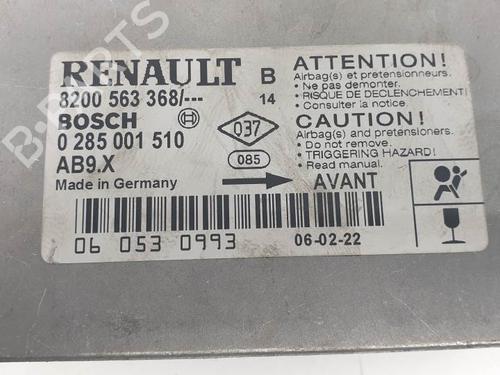 RENAULT B
8200 563 368/--- 14
BOSCH
0 285 001 510
AB9.X
Made in Germany
037
085
AVANT
06 053 0993
06-02-22
ATTENTION!
Airbag(s) et pretensionneurs.
• Ne pas demonter.
• RISQUE DE DECLENCHEMENT!
• Consulter la notice.
CAUTION!
Airbag(s) and pretensioners.
• Do not remove.
• TRIGGERING HAZARD!
• Read manual.
B-PARTS